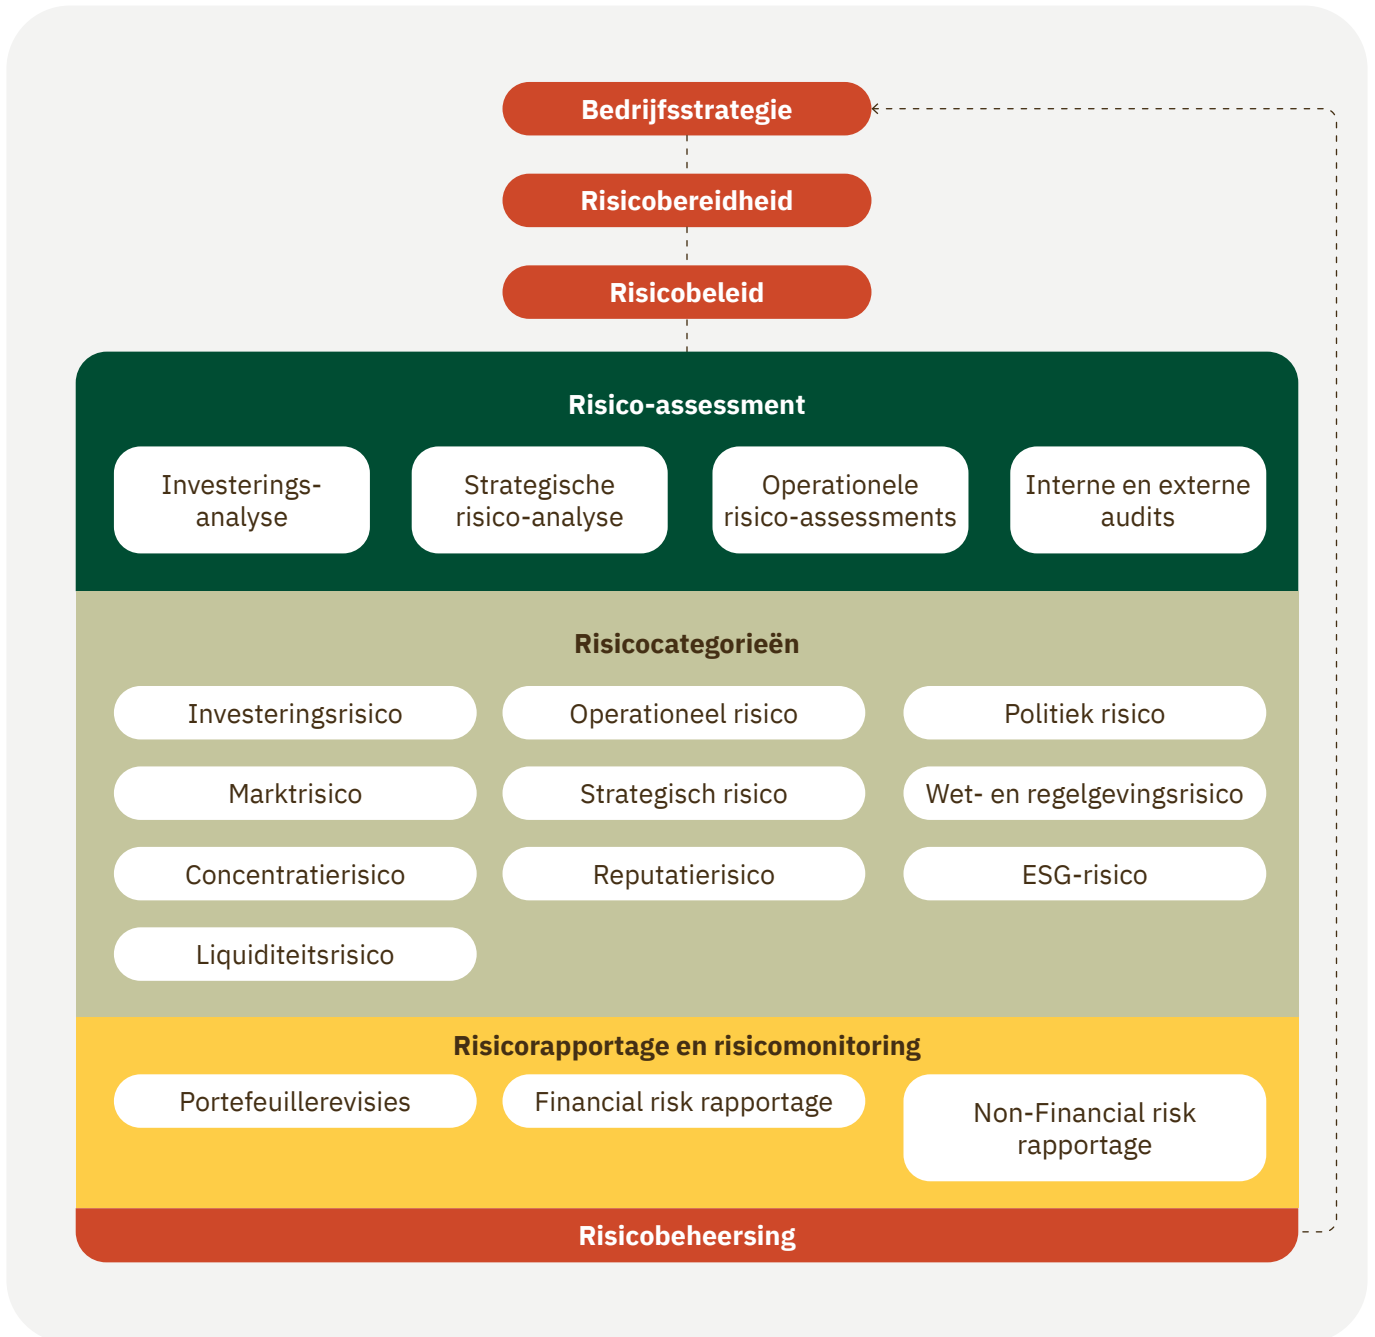 Bedrijfsstrategie
Risicobereidheid
Risicobeleid
Risico-assessment
Investerings-
analyse
Strategische
risico-analyse
Operationele
risico-assessments
Interne en externe
audits
Risicocategorieën
Investeringsrisico
Operationeel risico
Politiek risico
Marktrisico
Strategisch risico
Wet- en regelgevingsrisico
Concentratierisico
Reputatierisico
ESG-risico
Liquiditeitsrisico
Risicorapportage en risicomonitoring
Portefeuillerevisies
Financial risk rapportage
Non-Financial risk
rapportage
Risicobeheersing